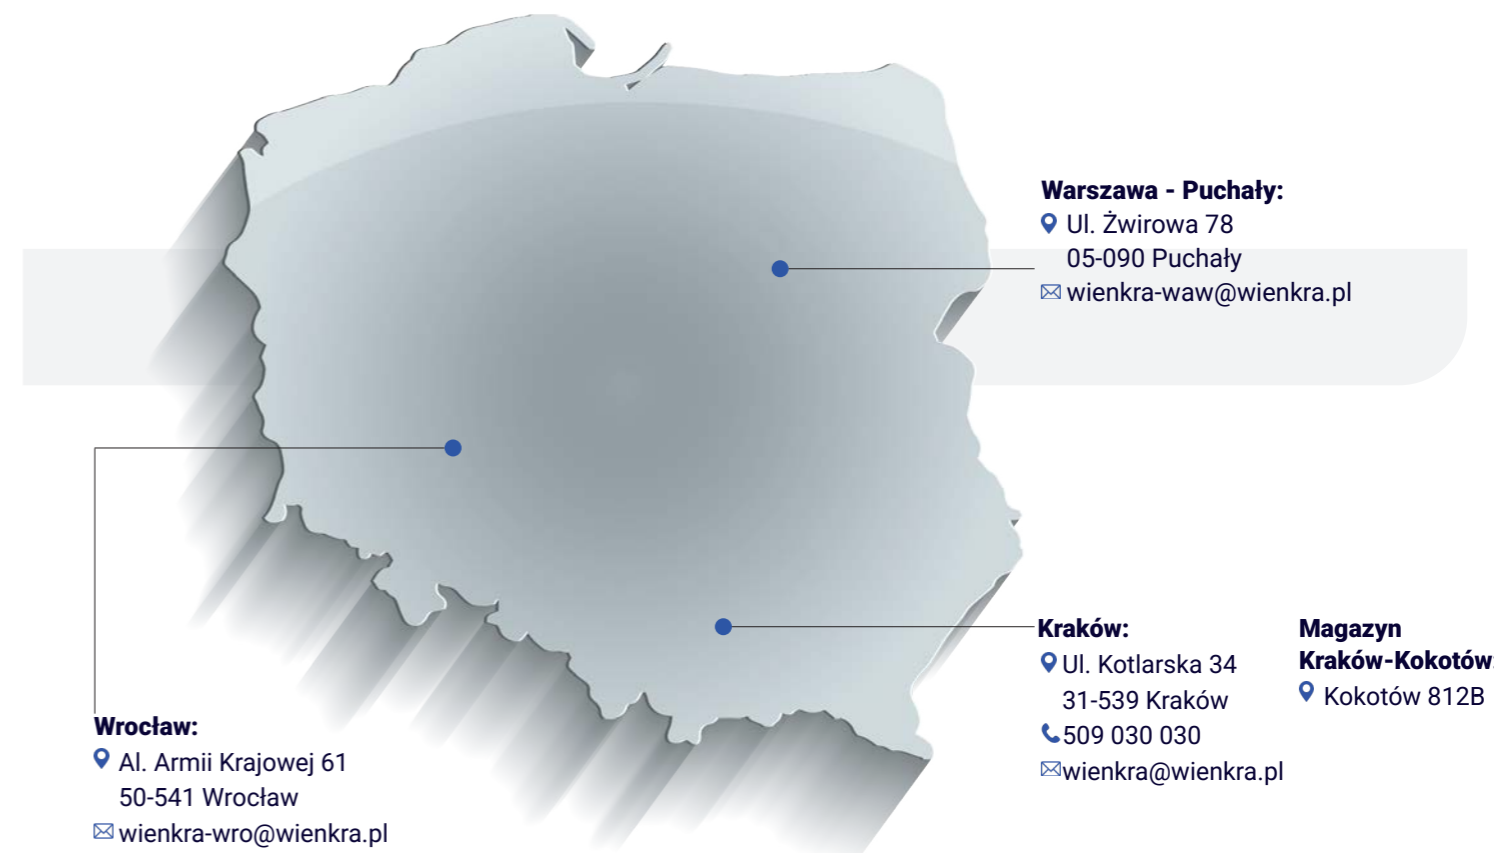 Warszawa - Puchały:
Ul. Żwirowa 78
05-090 Puchały
wienkra-waw@wienkra.pl
Kraków:
Ul. Kotlarska 34
31-539 Kraków
509 030 030
wienkra@wienkra.pl
Magazyn
Kraków-Kokotów:
Kokotów 812B
Wrocław:
Al. Armii Krajowej 61
50-541 Wrocław
wienkra-wro@wienkra.pl